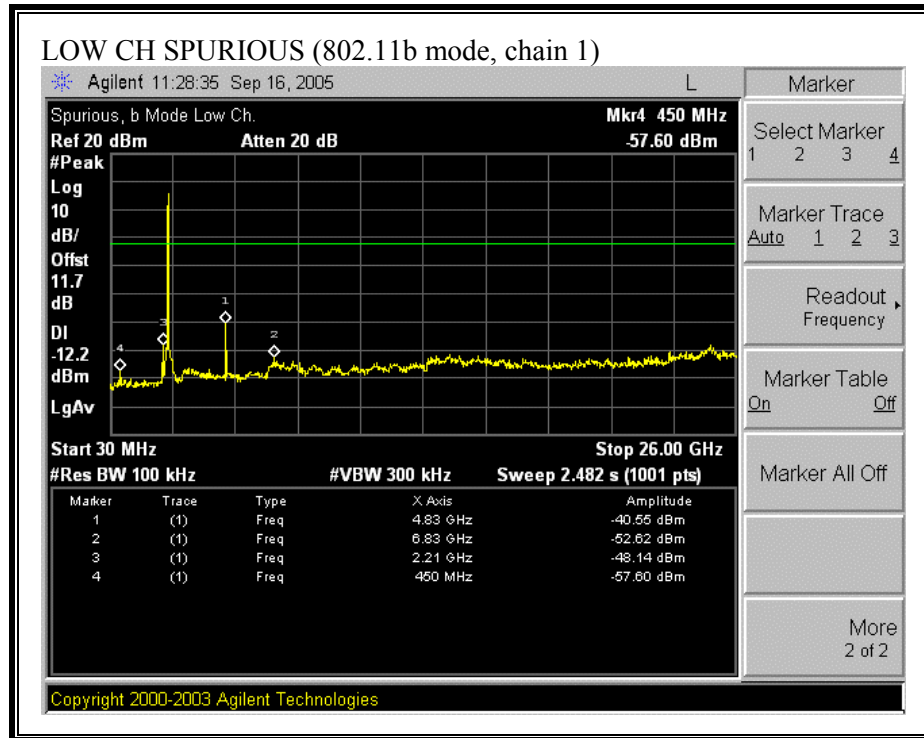 LOW CH SPURIOUS (802.11b mode, chain 1)
Agilent 11:28:35 Sep 16, 2005 L
Marker
Spurious, b Mode Low Ch. Mkr4 450 MHz
Ref 20 dBm Atten 20 dB -57.60 dBm
#Peak
Log
10
dB/
Offst
11.7
dB
DI
-12.2
dBm
LgAv
1
2
3
4
Start 30 MHz Stop 26.00 GHz
#Res BW 100 kHz #VBW 300 kHz Sweep 2.482 s (1001 pts)
Marker Trace Type X Axis Amplitude
1 (1) Freq 4.83 GHz -40.55 dBm
2 (1) Freq 6.83 GHz -52.62 dBm
3 (1) Freq 2.21 GHz -48.14 dBm
4 (1) Freq 450 MHz -57.60 dBm
Select Marker
1 2 3 4
Marker Trace
Auto 1 2 3
Readout
Frequency
Marker Table
On Off
Marker All Off
More
2 of 2
Copyright 2000-2003 Agilent Technologies